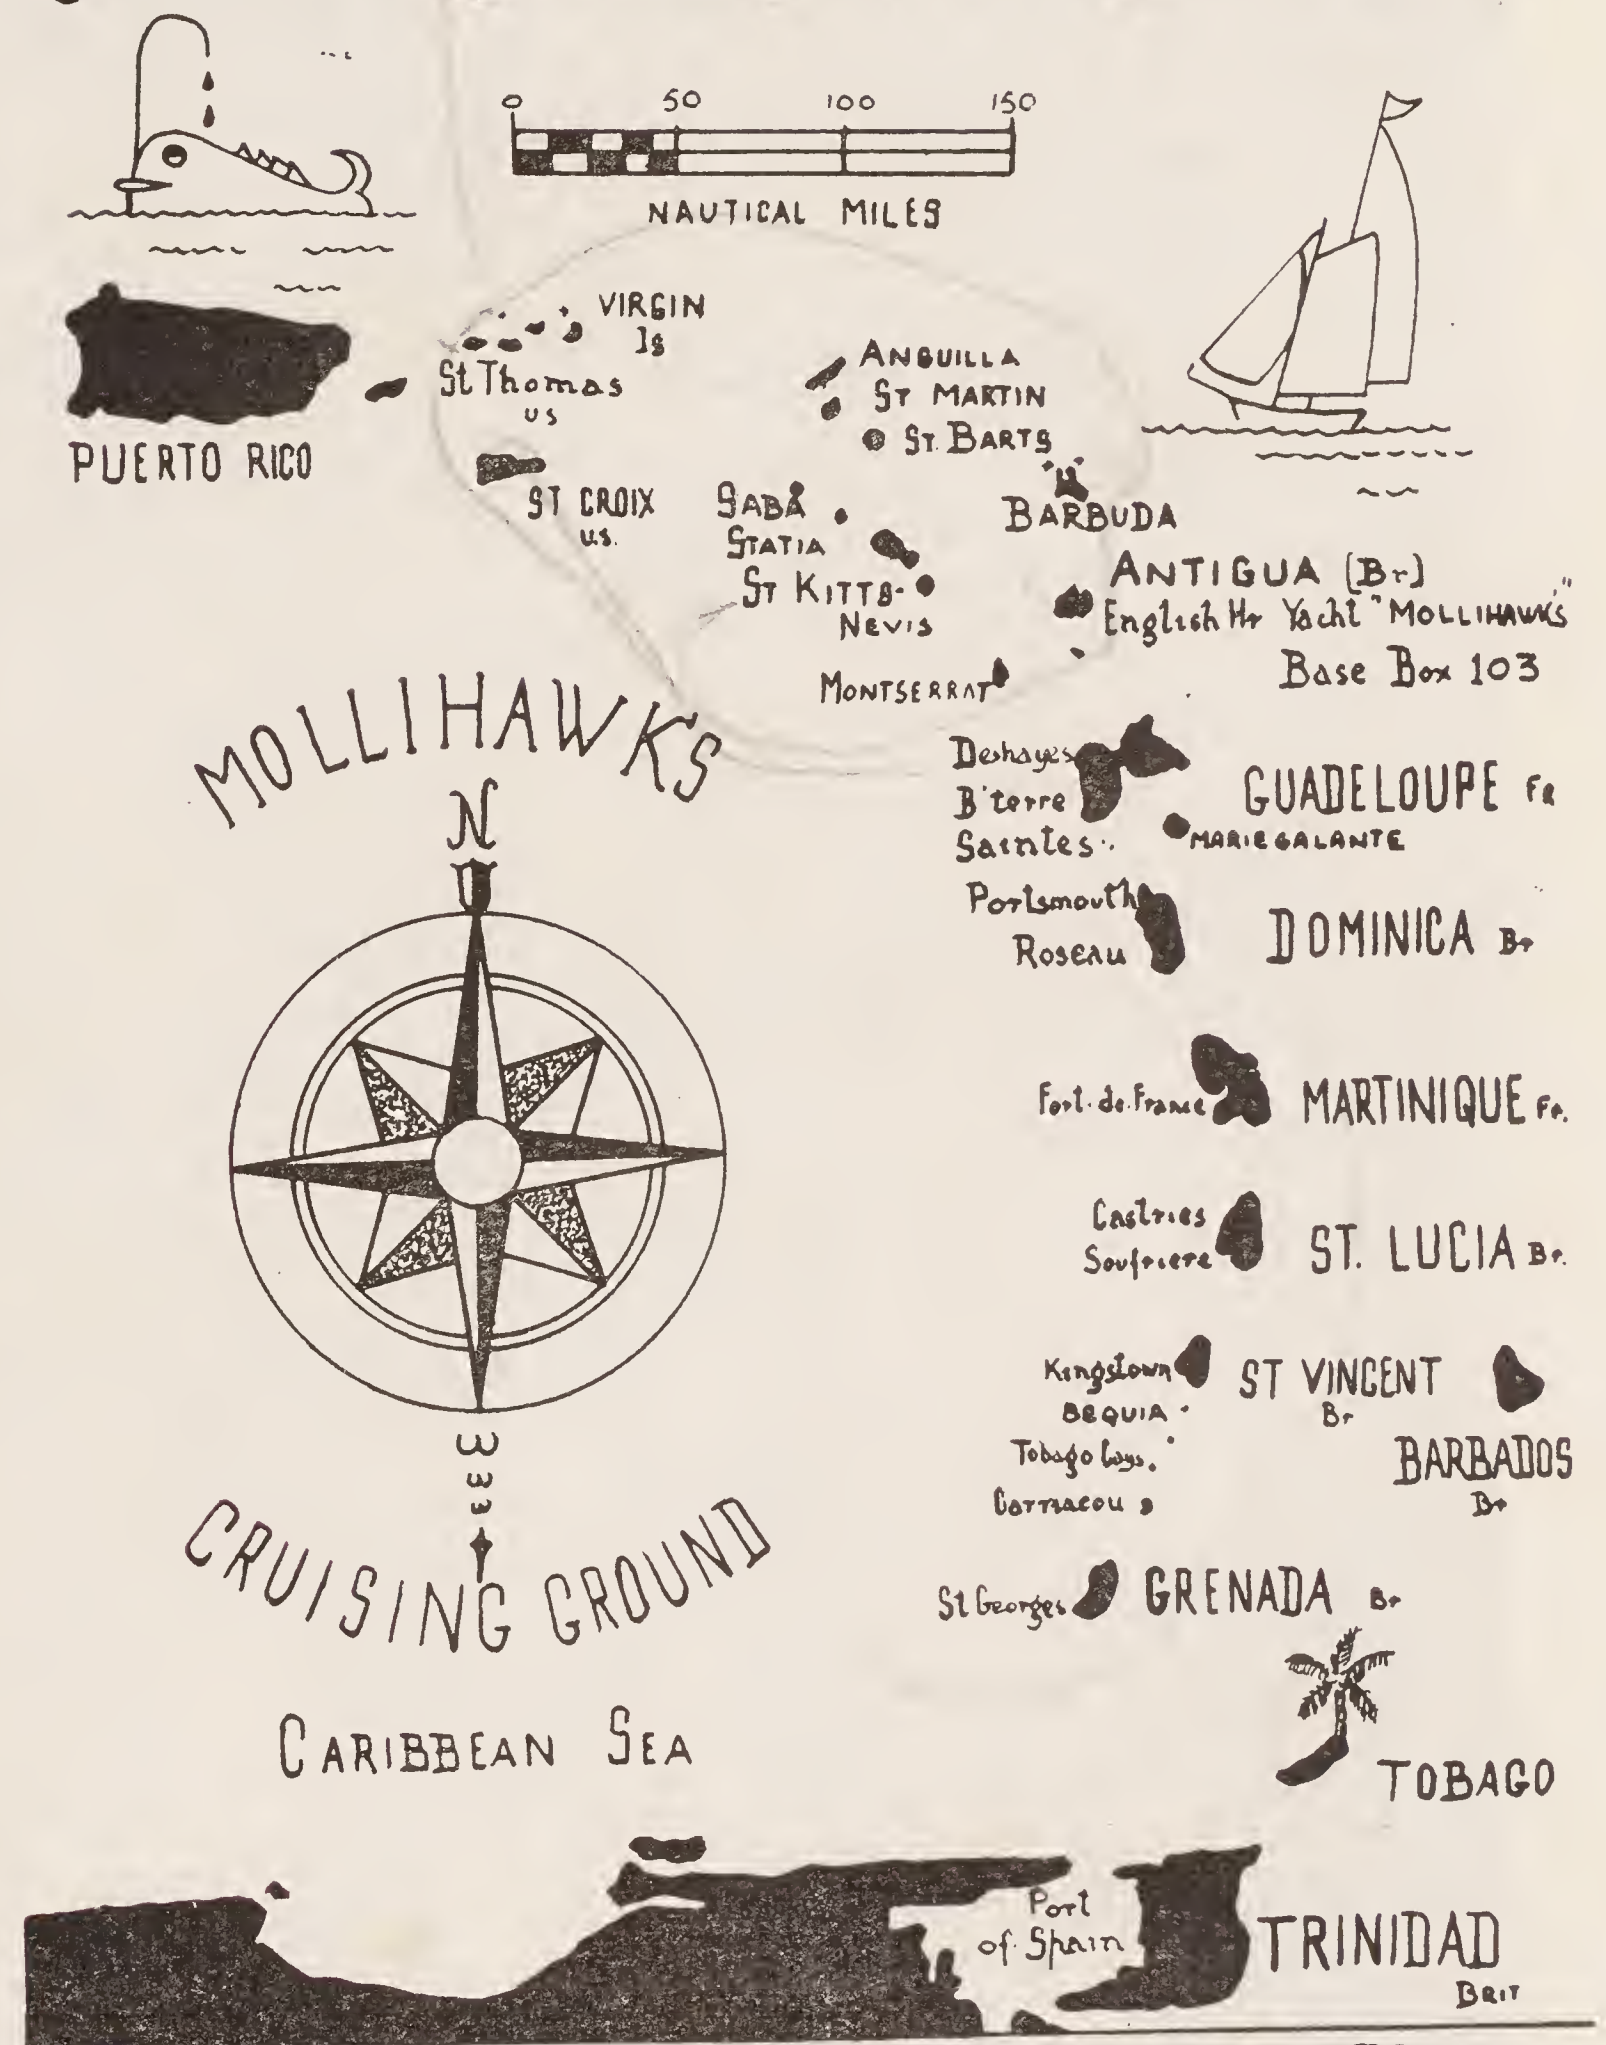 0 50 100 150
NAUTICAL MILES
VIRGIN
Is
St Thomas
US
PUERTO RICO
ANGUILLA
ST MARTIN
ST. BARTS
ST CROIX
U.S.
SABA
STATIA
ST KITTS-
NEVIS
BARBUDA
ANTIGUA (Br)
English Hr Yacht "MOLLIHAWK'S"
Base Box 103
MONTSERRAT
MOLLIHAWK'S
N
Deshayes
B'terre
Saintes
GUADELOUPE FR
MARIE GALANTE
Portsmouth
Roseau
DOMINICA Br
Fort.de.France
MARTINIQUE Fr.
Castries
Soufriere
ST. LUCIA Br.
Kingstown
ST VINCENT
Br
BEQUIA
Tobago Cays.
Carriacou
BARBADOS
Br
CRUISING GROUND
St Georges
GRENADA Br
CARIBBEAN SEA
TOBAGO
Port
of Spain
TRINIDAD
BRIT